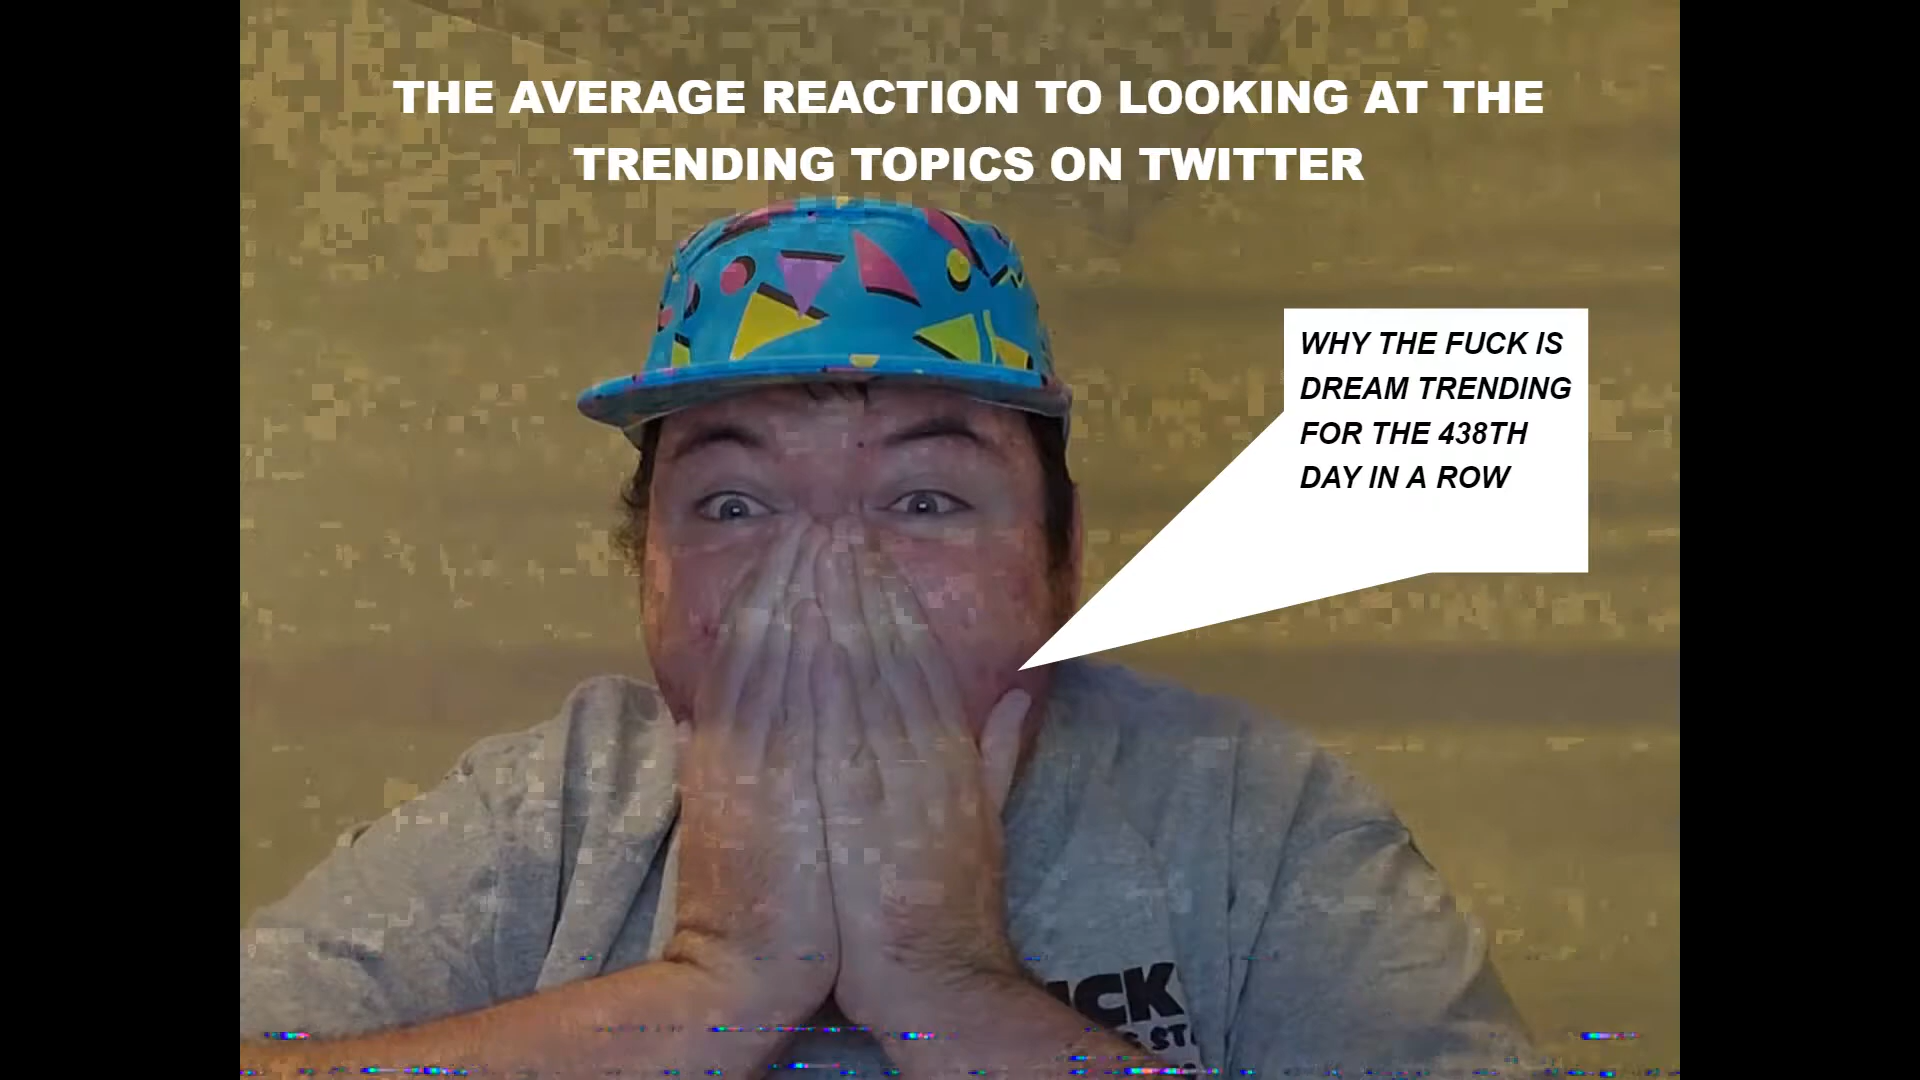 THE AVERAGE REACTION TO LOOKING AT THE
TRENDING TOPICS ON TWITTER
WHY THE FUCK IS
DREAM TRENDING
FOR THE 438TH
DAY IN A ROW